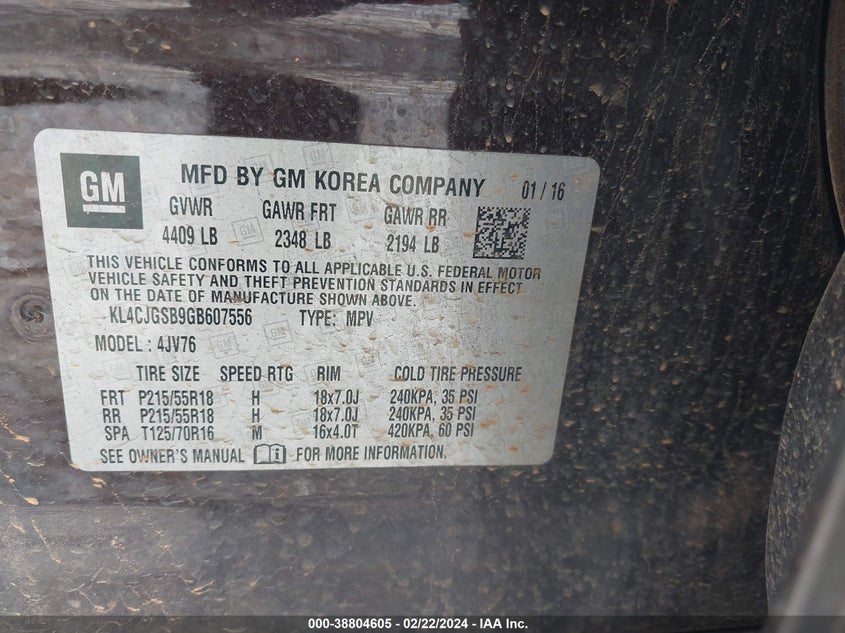 GM MFD BY GM KOREA COMPANY 01 / 16
GVWR GAWR FRT GAWR RR
4409 LB 2348 LB 2194 LB
THIS VEHICLE CONFORMS TO ALL APPLICABLE U.S. FEDERAL MOTOR
VEHICLE SAFETY AND THEFT PREVENTION STANDARDS IN EFFECT
ON THE DATE OF MANUFACTURE SHOWN ABOVE.
KL4CJGSB9GB607556 TYPE: MPV
MODEL : 4JV76
TIRE SIZE SPEED RTG RIM COLD TIRE PRESSURE
FRT P215/55R18 H 18x7.0J 240KPA, 35 PSI
RR P215/55R18 H 18x7.0J 240KPA, 35 PSI
SPA T125/70R16 M 16x4.0T 420KPA, 60 PSI
SEE OWNER'S MANUAL FOR MORE INFORMATION.
000-38804605 - 02/22/2024 - IAA Inc.